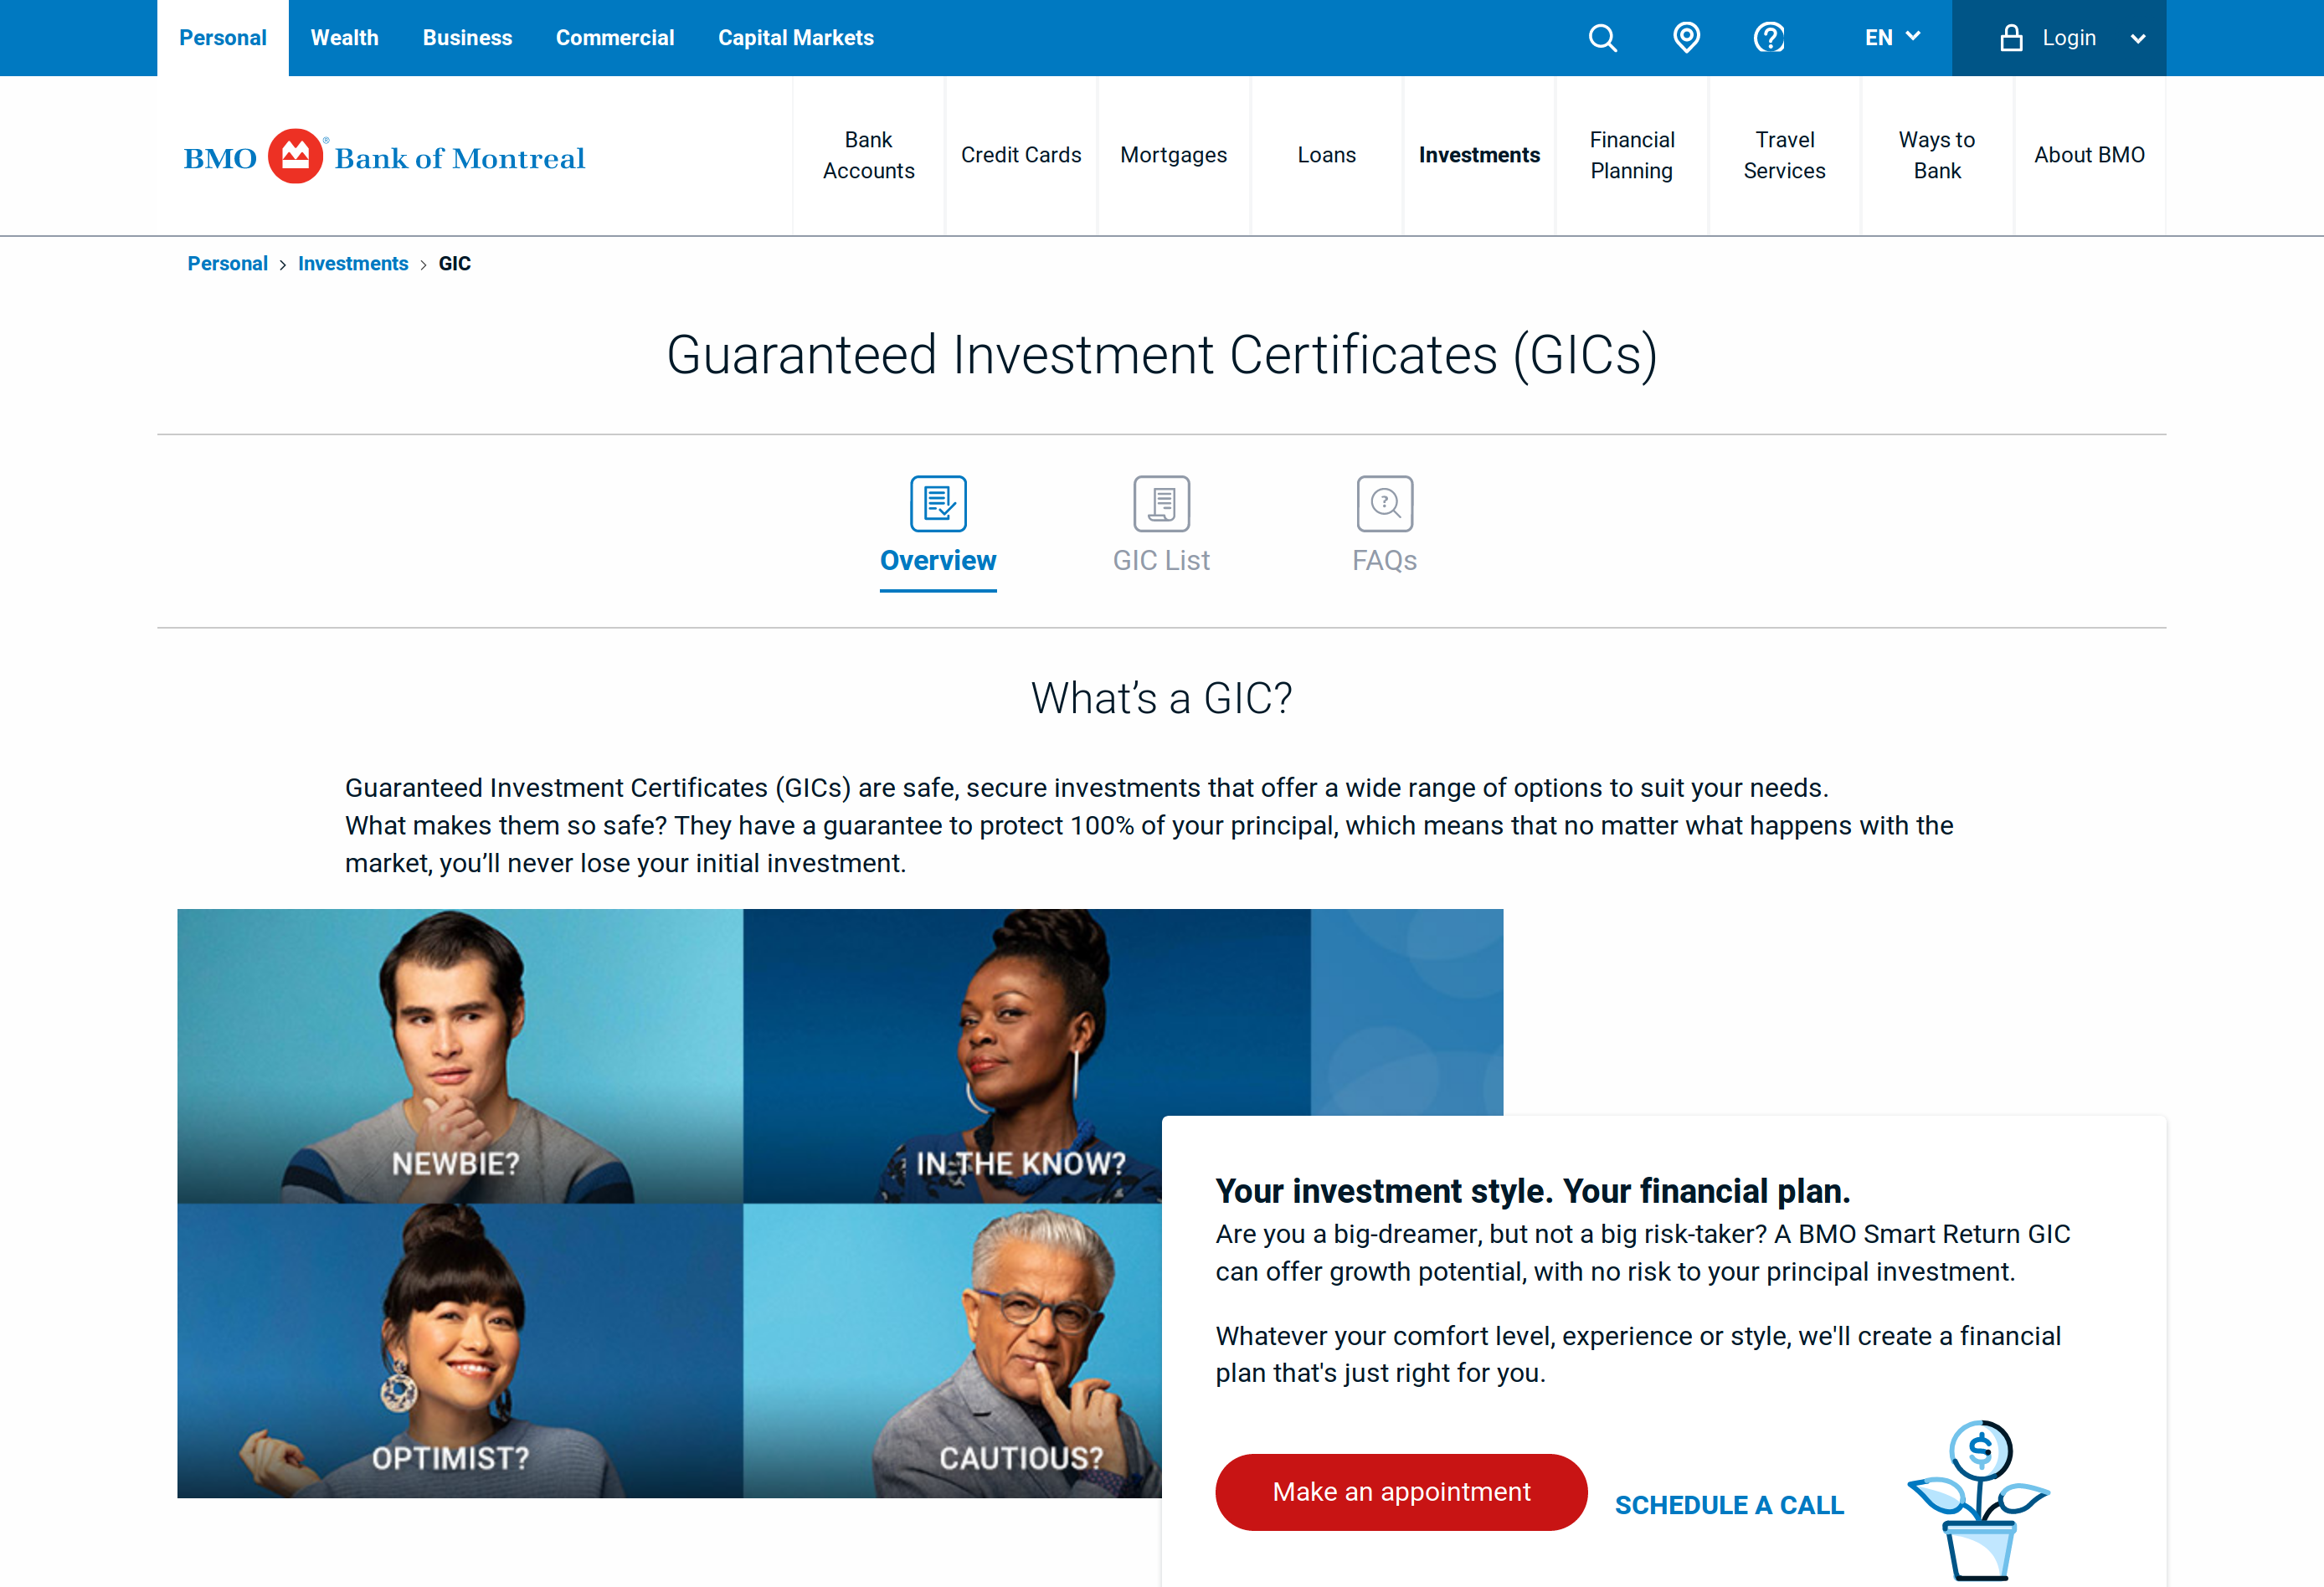 Personal Wealth Business Commercial Capital Markets EN Login
BMO ® Bank of Montreal
Bank Accounts
Credit Cards
Mortgages
Loans
Investments
Financial Planning
Travel Services
Ways to Bank
About BMO
Personal > Investments > GIC
Guaranteed Investment Certificates (GICs)
Overview GIC List FAQs
What’s a GIC?
Guaranteed Investment Certificates (GICs) are safe, secure investments that offer a wide range of options to suit your needs.
What makes them so safe? They have a guarantee to protect 100% of your principal, which means that no matter what happens with the
market, you’ll never lose your initial investment.
NEWBIE? IN THE KNOW?
OPTIMIST? CAUTIOUS?
Your investment style. Your financial plan.
Are you a big-dreamer, but not a big risk-taker? A BMO Smart Return GIC
can offer growth potential, with no risk to your principal investment.
Whatever your comfort level, experience or style, we'll create a financial
plan that's just right for you.
Make an appointment SCHEDULE A CALL